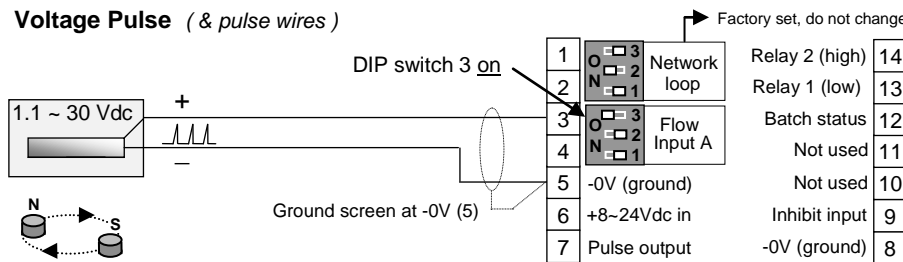 Voltage Pulse ( & pulse wires )
Factory set, do not change
DIP switch 3 on
1.1 ~ 30 Vdc
+
–
N
S
Ground screen at -0V (5)
1
2
3
4
5 -0V (ground)
6 +8~24Vdc in
7 Pulse output
O N 3 2 1 Network loop
O N 3 2 1 Flow Input A
Relay 2 (high) 14
Relay 1 (low) 13
Batch status 12
Not used 11
Not used 10
Inhibit input 9
-0V (ground) 8